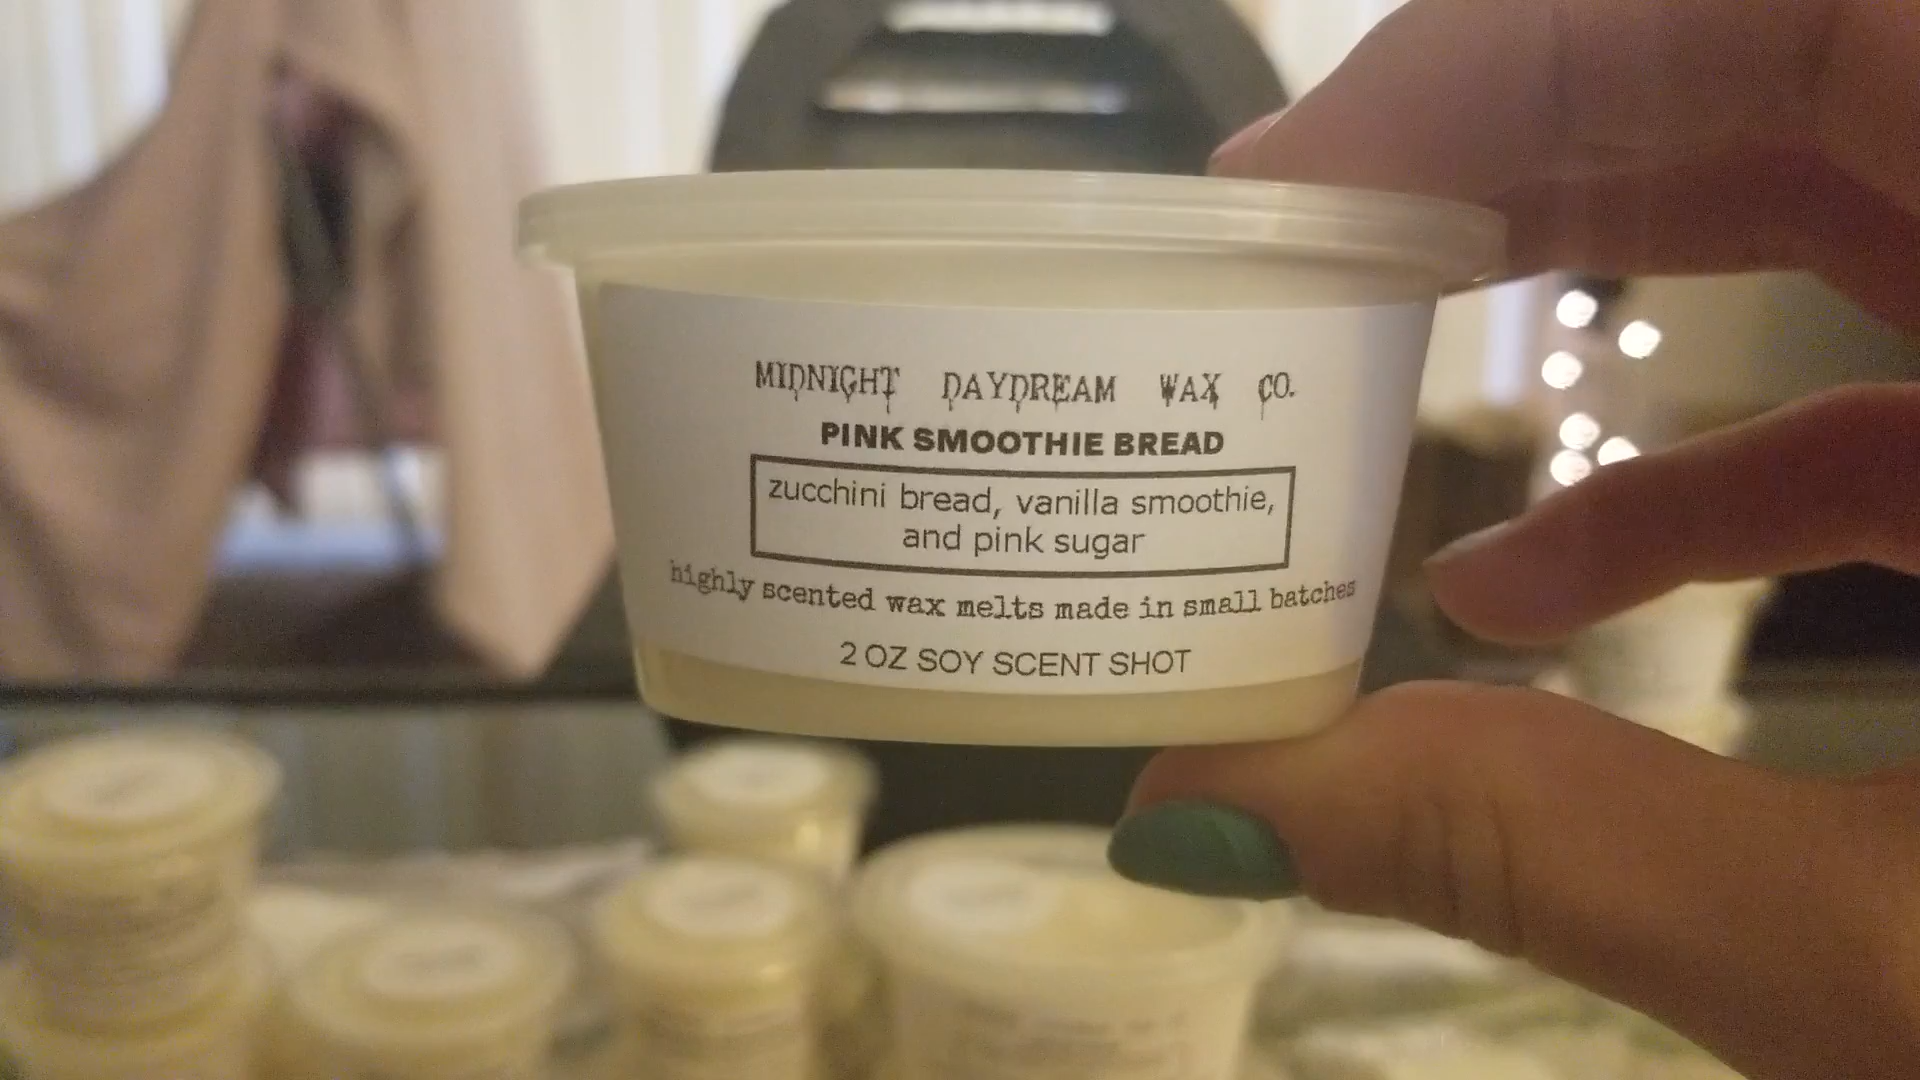 MIDNIGHT DAYDREAM WAX CO.
PINK SMOOTHIE BREAD
zucchini bread, vanilla smoothie,
and pink sugar
highly scented wax melts made in small batches
2 OZ SOY SCENT SHOT